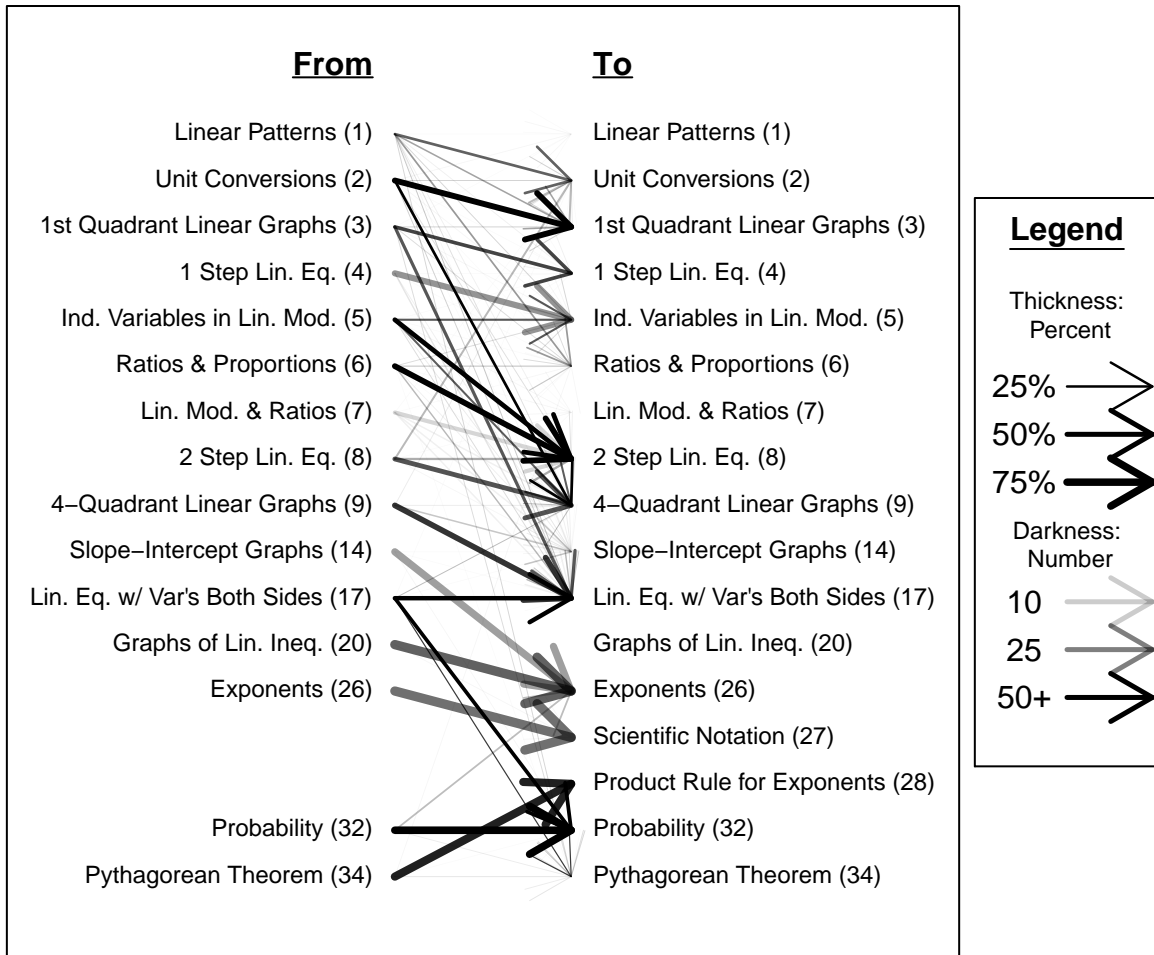 From
To
Linear Patterns (1)
Unit Conversions (2)
1st Quadrant Linear Graphs (3)
1 Step Lin. Eq. (4)
Ind. Variables in Lin. Mod. (5)
Ratios & Proportions (6)
Lin. Mod. & Ratios (7)
2 Step Lin. Eq. (8)
4−Quadrant Linear Graphs (9)
Slope−Intercept Graphs (14)
Lin. Eq. w/ Var's Both Sides (17)
Graphs of Lin. Ineq. (20)
Exponents (26)
Probability (32)
Pythagorean Theorem (34)
Linear Patterns (1)
Unit Conversions (2)
1st Quadrant Linear Graphs (3)
1 Step Lin. Eq. (4)
Ind. Variables in Lin. Mod. (5)
Ratios & Proportions (6)
Lin. Mod. & Ratios (7)
2 Step Lin. Eq. (8)
4−Quadrant Linear Graphs (9)
Slope−Intercept Graphs (14)
Lin. Eq. w/ Var's Both Sides (17)
Graphs of Lin. Ineq. (20)
Exponents (26)
Scientific Notation (27)
Product Rule for Exponents (28)
Probability (32)
Pythagorean Theorem (34)
Legend
Thickness:
Percent
25%
50%
75%
Darkness:
Number
10
25
50+